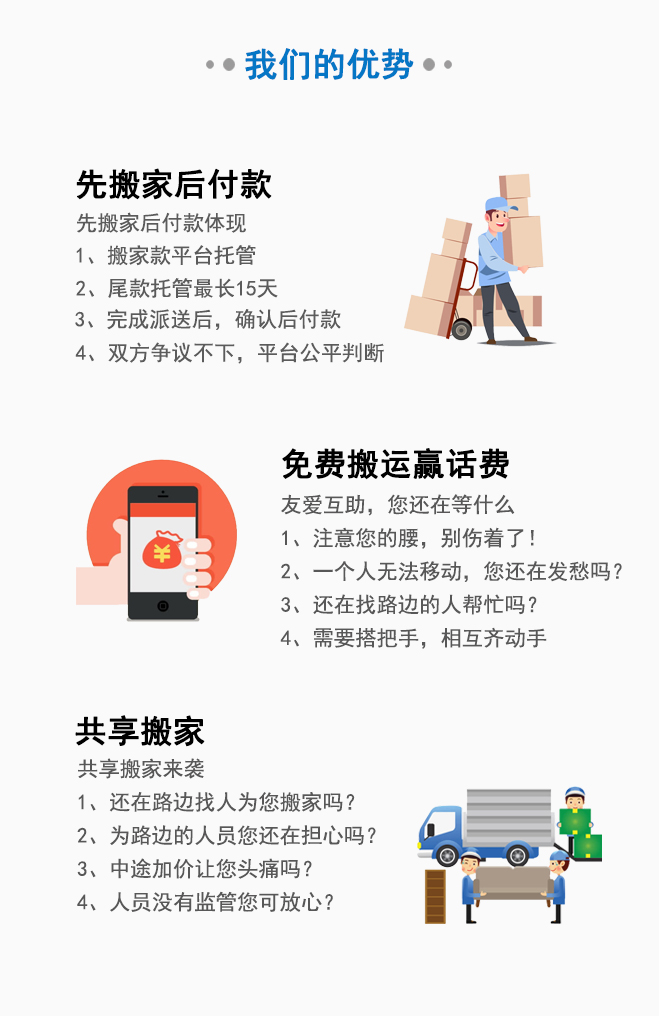 我们的优势
先搬家后付款
先搬家后付款体现
1、搬家款平台托管
2、尾款托管最长15天
3、完成派送后，确认后付款
4、双方争议不下，平台公平判断
免费搬运赢话费
友爱互助，您还在等什么
1、注意您的腰，别伤着了！
2、一个人无法移动，您还在发愁吗？
3、还在找路边的人帮忙吗？
4、需要搭把手，相互齐动手
¥
共享搬家
共享搬家来袭
1、还在路边找人为您搬家吗？
2、为路边的人员您还在担心吗？
3、中途加价让您头痛吗？
4、人员没有监管您可放心？